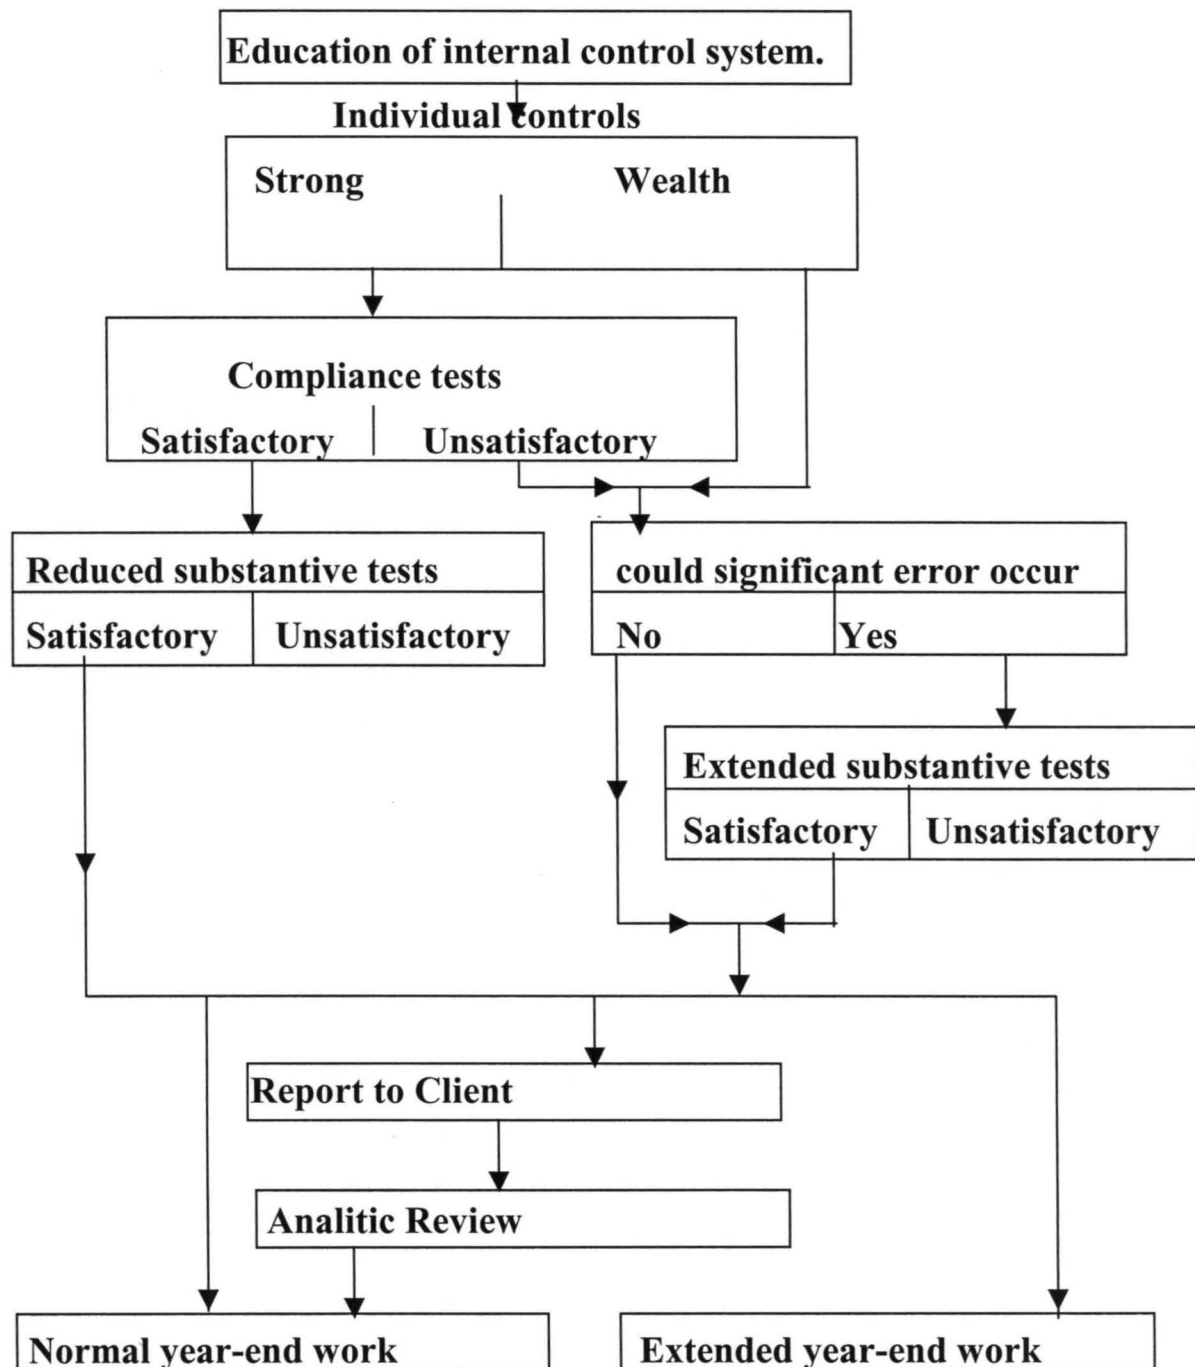 Education of internal control system.
Individual controls
Strong Wealth
Compliance tests
Satisfactory Unsatisfactory
Reduced substantive tests
Satisfactory Unsatisfactory
could significant error occur
No Yes
Extended substantive tests
Satisfactory Unsatisfactory
Report to Client
Analitic Review
Normal year-end work
Extended year-end work